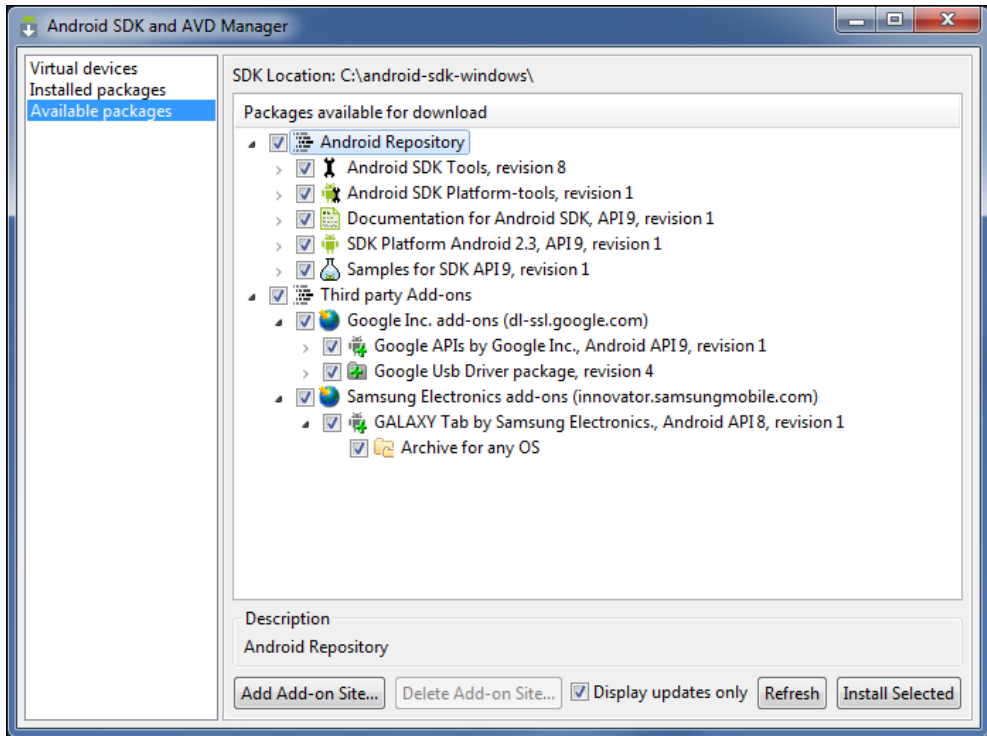 Android SDK and AVD Manager
Virtual devices
Installed packages
Available packages
SDK Location: C:\android-sdk-windows\
Packages available for download
Android Repository
Android SDK Tools, revision 8
Android SDK Platform-tools, revision 1
Documentation for Android SDK, API 9, revision 1
SDK Platform Android 2.3, API 9, revision 1
Samples for SDK API 9, revision 1
Third party Add-ons
Google Inc. add-ons (dl-ssl.google.com)
Google APIs by Google Inc., Android API 9, revision 1
Google Usb Driver package, revision 4
Samsung Electronics add-ons (innovator.samsungmobile.com)
GALAXY Tab by Samsung Electronics., Android API 8, revision 1
Archive for any OS
Description
Android Repository
Add Add-on Site... Delete Add-on Site... Display updates only Refresh Install Selected